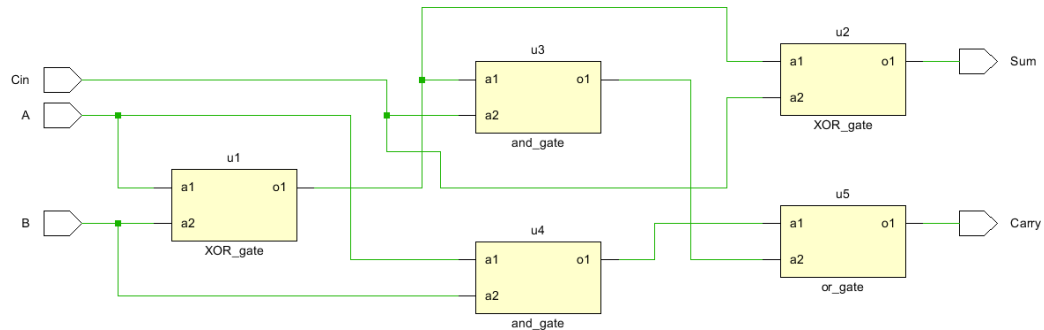 u2
u3
a1 o1 Sum
Cin a1 o1
a2
A a2
XOR_gate
and_gate
u1
a1 o1
u5
B a2 a1 o1 Carry
u4
XOR_gate
a1 o1 a2
or_gate
a2
and_gate